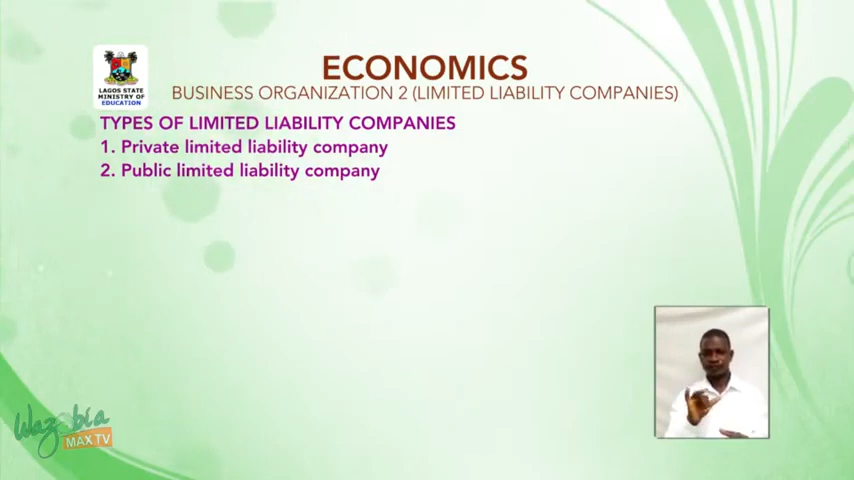 ECONOMICS
BUSINESS ORGANIZATION 2 (LIMITED LIABILITY COMPANIES)
LAGOS STATE
MINISTRY OF
EDUCATION
TYPES OF LIMITED LIABILITY COMPANIES
1. Private limited liability company
2. Public limited liability company
Wazobia
MAX TV